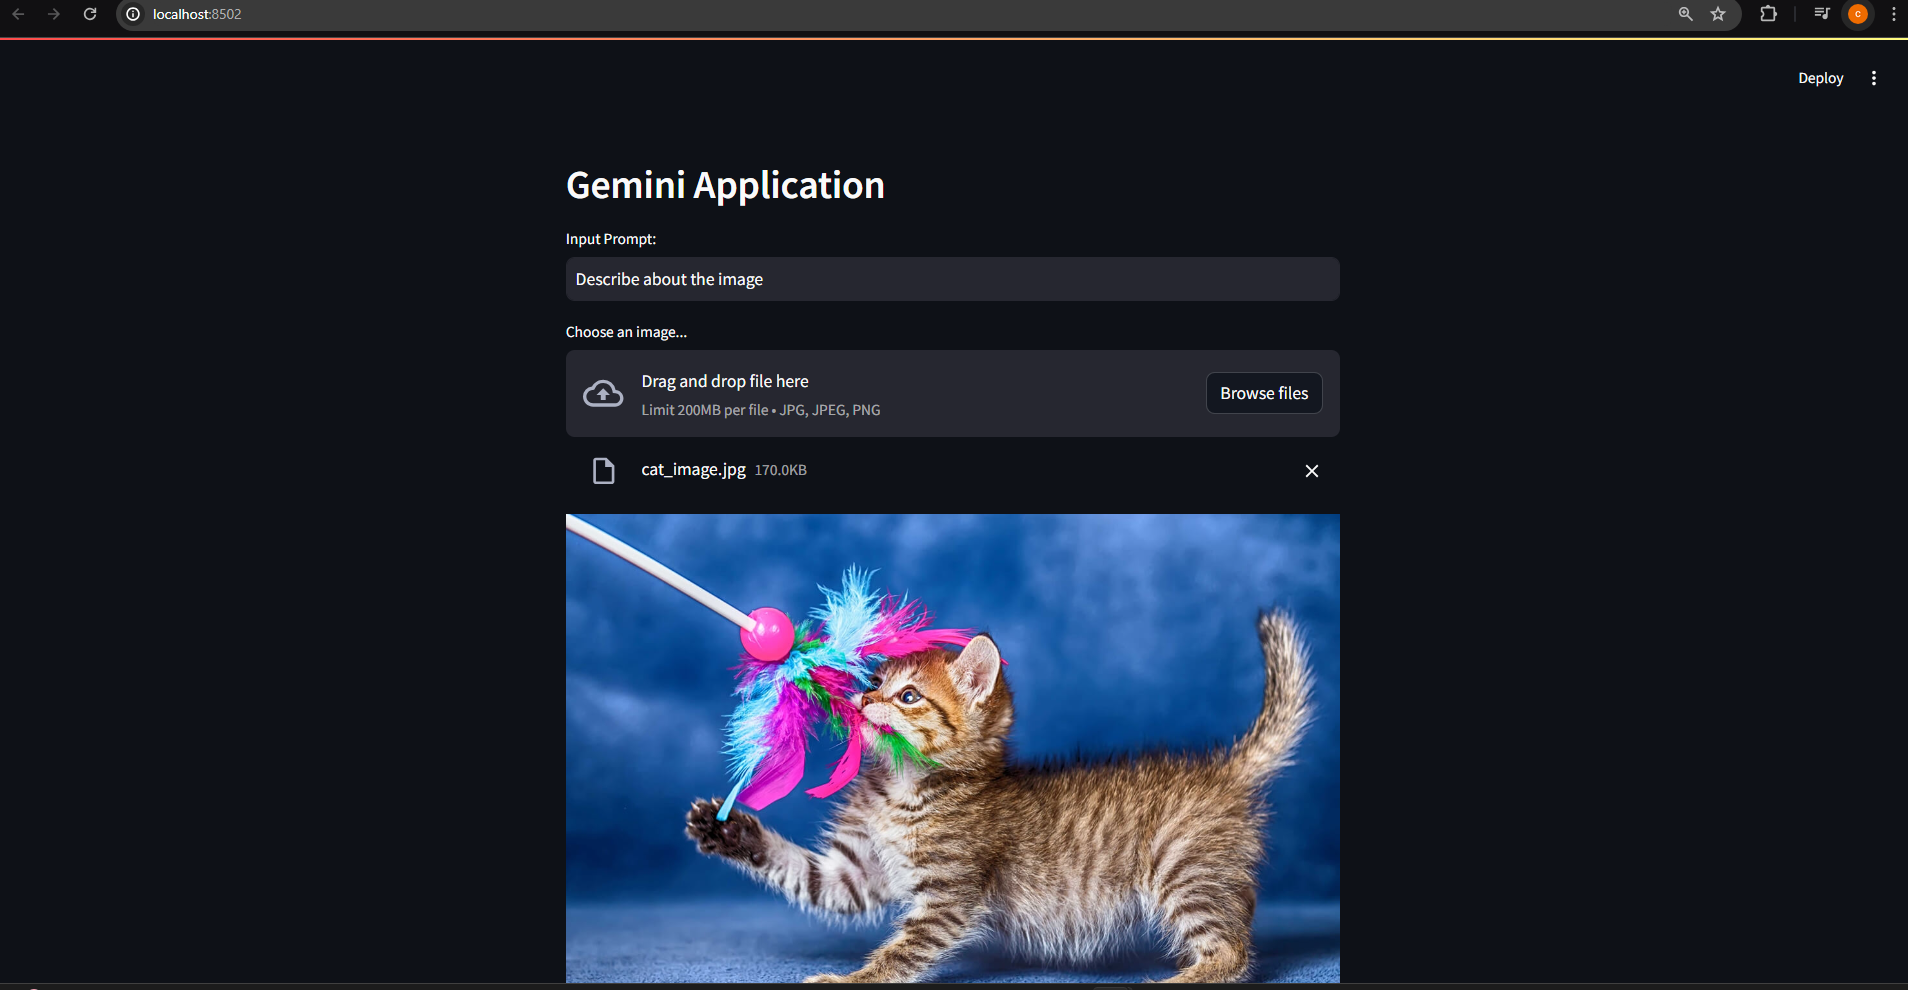 localhost:8502
C
Deploy
Gemini Application
Input Prompt:
Describe about the image
Choose an image...
Drag and drop file here
Limit 200MB per file • JPG, JPEG, PNG
Browse files
cat_image.jpg 170.0KB